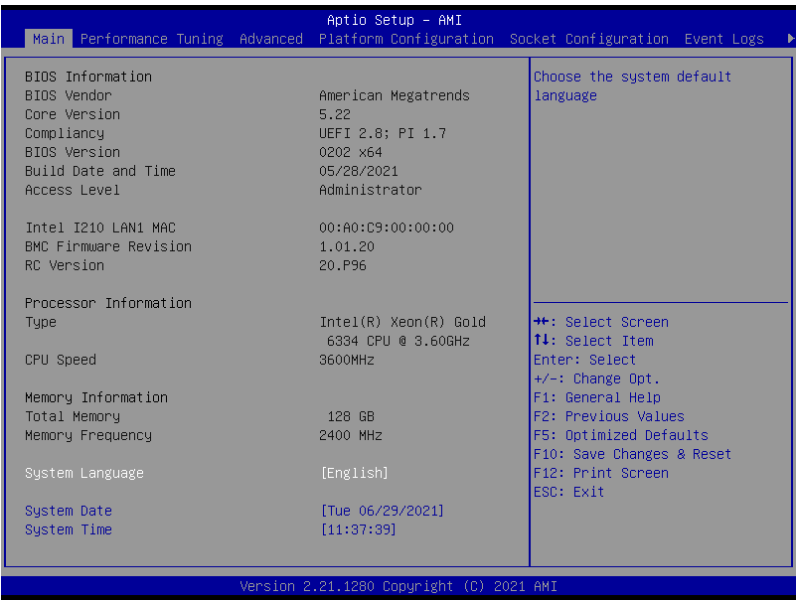 Aptio Setup – AMI
Main Performance Tuning Advanced Platform Configuration Socket Configuration Event Logs ►
BIOS Information
BIOS Vendor American Megatrends
Core Version 5.22
Compliancy UEFI 2.8; PI 1.7
BIOS Version 0202 x64
Build Date and Time 05/28/2021
Access Level Administrator
Intel I210 LAN1 MAC 00:A0:C9:00:00:00
BMC Firmware Revision 1.01.20
RC Version 20.P96
Processor Information
Type Intel(R) Xeon(R) Gold
6334 CPU @ 3.60GHz
CPU Speed 3600MHz
Memory Information
Total Memory 128 GB
Memory Frequency 2400 MHz
System Language [English]
System Date [Tue 06/29/2021]
System Time [11:37:39]
Choose the system default
language
→←: Select Screen
↑↓: Select Item
Enter: Select
+/-: Change Opt.
F1: General Help
F2: Previous Values
F5: Optimized Defaults
F10: Save Changes & Reset
F12: Print Screen
ESC: Exit
Version 2.21.1280 Copyright (C) 2021 AMI